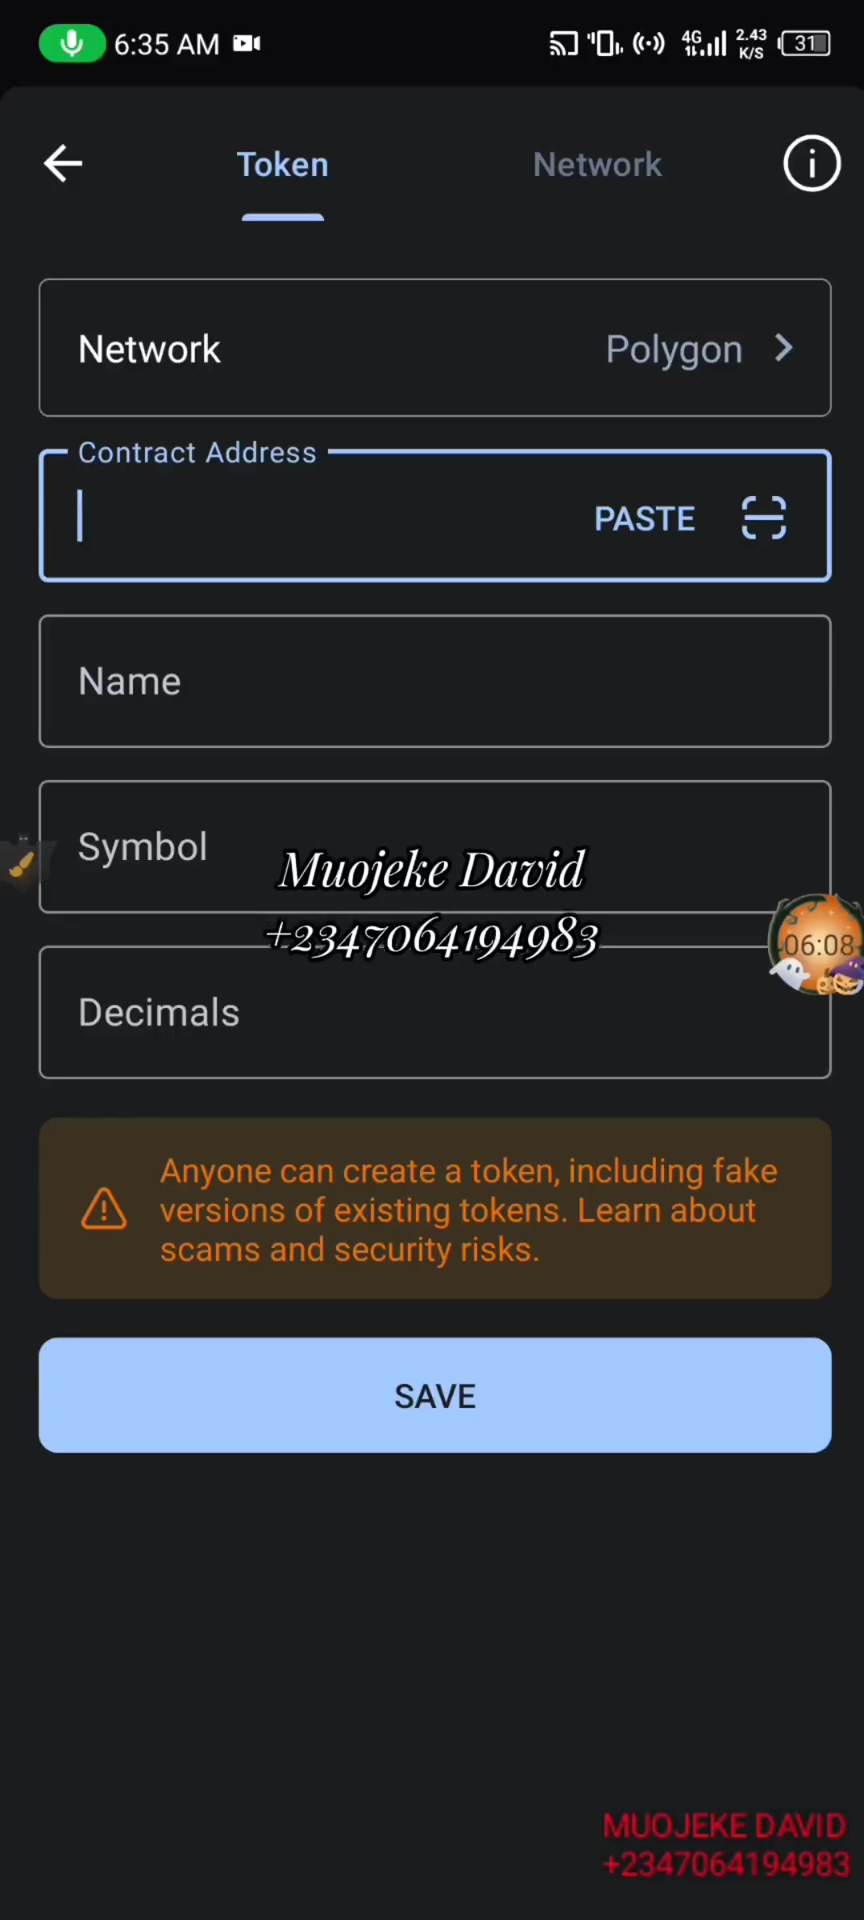 6:35 AM
4G 2.43 K/S 31
Token Network
Network Polygon
Contract Address
PASTE
Name
Symbol
Muojeke David
+2347064194983
06:08
Decimals
Anyone can create a token, including fake
versions of existing tokens. Learn about
scams and security risks.
SAVE
MUOJEKE DAVID
+2347064194983